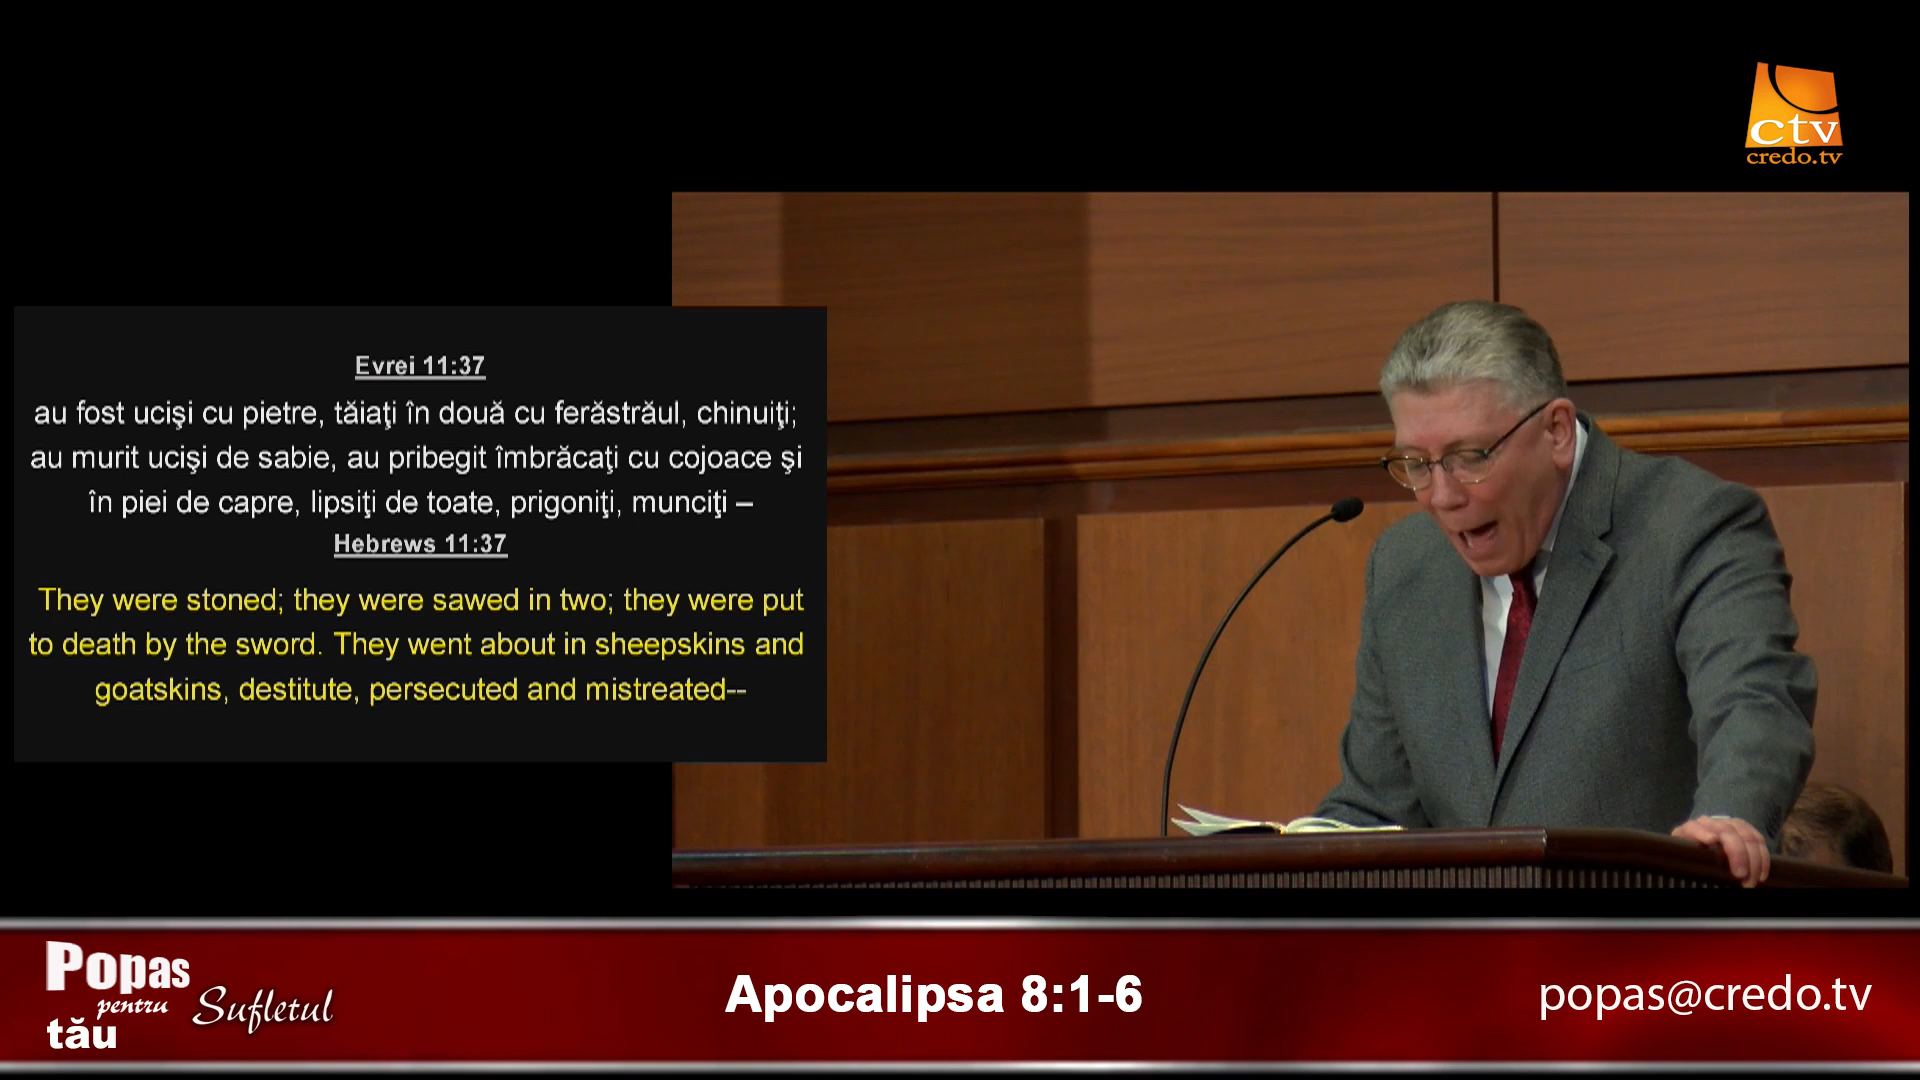 ctv
credo.tv
Evrei 11:37
au fost ucişi cu pietre, tăiaţi în două cu ferăstrăul, chinuiţi;
au murit ucişi de sabie, au pribegit îmbrăcaţi cu cojoace şi
în piei de capre, lipsiţi de toate, prigoniţi, munciţi –
Hebrews 11:37
They were stoned; they were sawed in two; they were put
to death by the sword. They went about in sheepskins and
goatskins, destitute, persecuted and mistreated--
Popas
pentru Sufletul
tău
Apocalipsa 8:1-6
popas@credo.tv